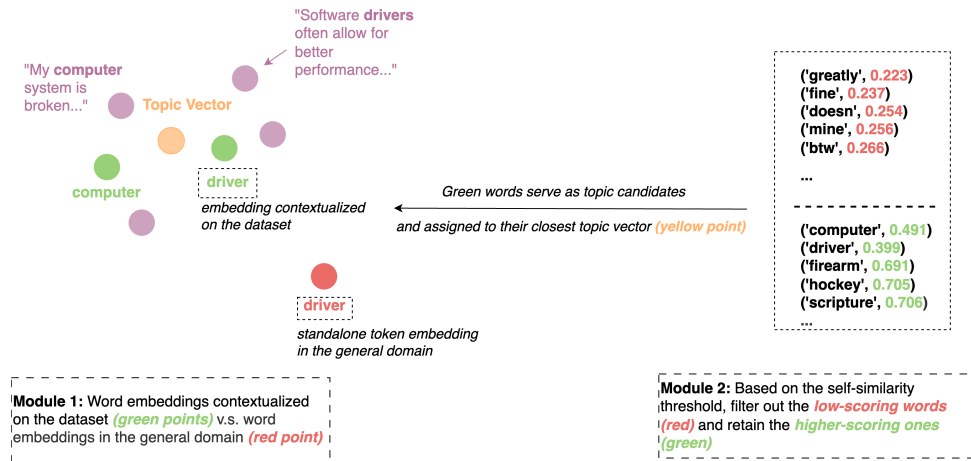 "Software drivers
often allow for
better
performance..."
"My computer
system is
broken..."
Topic Vector
computer
driver
embedding contextualized
on the dataset
driver
standalone token embedding
in the general domain
Green words serve as topic candidates
and assigned to their closest topic vector (yellow point)
('greatly', 0.223)
('fine', 0.237)
('doesn', 0.254)
('mine', 0.256)
('btw', 0.266)
...
('computer', 0.491)
('driver', 0.399)
('firearm', 0.691)
('hockey', 0.705)
('scripture', 0.706)
...
Module 1: Word embeddings contextualized
on the dataset (green points) v.s. word
embeddings in the general domain (red point)
Module 2: Based on the self-similarity
threshold, filter out the low-scoring words
(red) and retain the higher-scoring ones
(green)